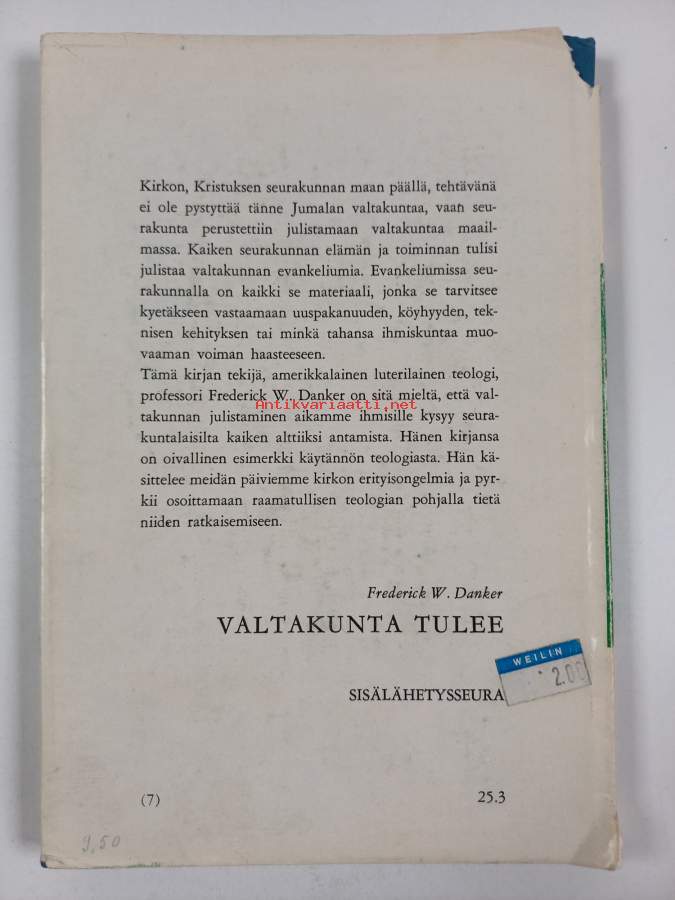 Kirkon, Kristuksen seurakunnan maan päällä, tehtävänä
ei ole pystyttää tänne Jumalan valtakuntaa, vaan seu-
rakunta perustettiin julistamaan valtakuntaa maail-
massa. Kaiken seurakunnan elämän ja toiminnan tulisi
julistaa valtakunnan evankeliumia. Evankeliumissa seu-
rakunnalla on kaikki se materiaali, jonka se tarvitsee
kyetäkseen vastaamaan uuspakanuuden, köyhyyden, tek-
nisen kehityksen tai minkä tahansa ihmiskuntaa muo-
vaaman voiman haasteeseen.
Tämä kirjan tekijä, amerikkalainen luterilainen teologi,
professori Frederick W. Danker on sitä mieltä, että val-
Antikvariaatti.net
takunnan julistaminen aikamme ihmisille kysyy seura-
kuntalaisilta kaiken alttiiksi antamista. Hänen kirjansa
on oivallinen esimerkki käytännön teologiasta. Hän kä-
sittelee meidän päiviemme kirkon erityisongelmia ja pyr-
kii osoittamaan raamatullisen teologian pohjalla tietä
niiden ratkaisemiseen.
Frederick W. Danker
VALTAKUNTA TULEE
WEILIN
2.00
SISÄLÄHETYSSEURA
(7) 25.3
9,50